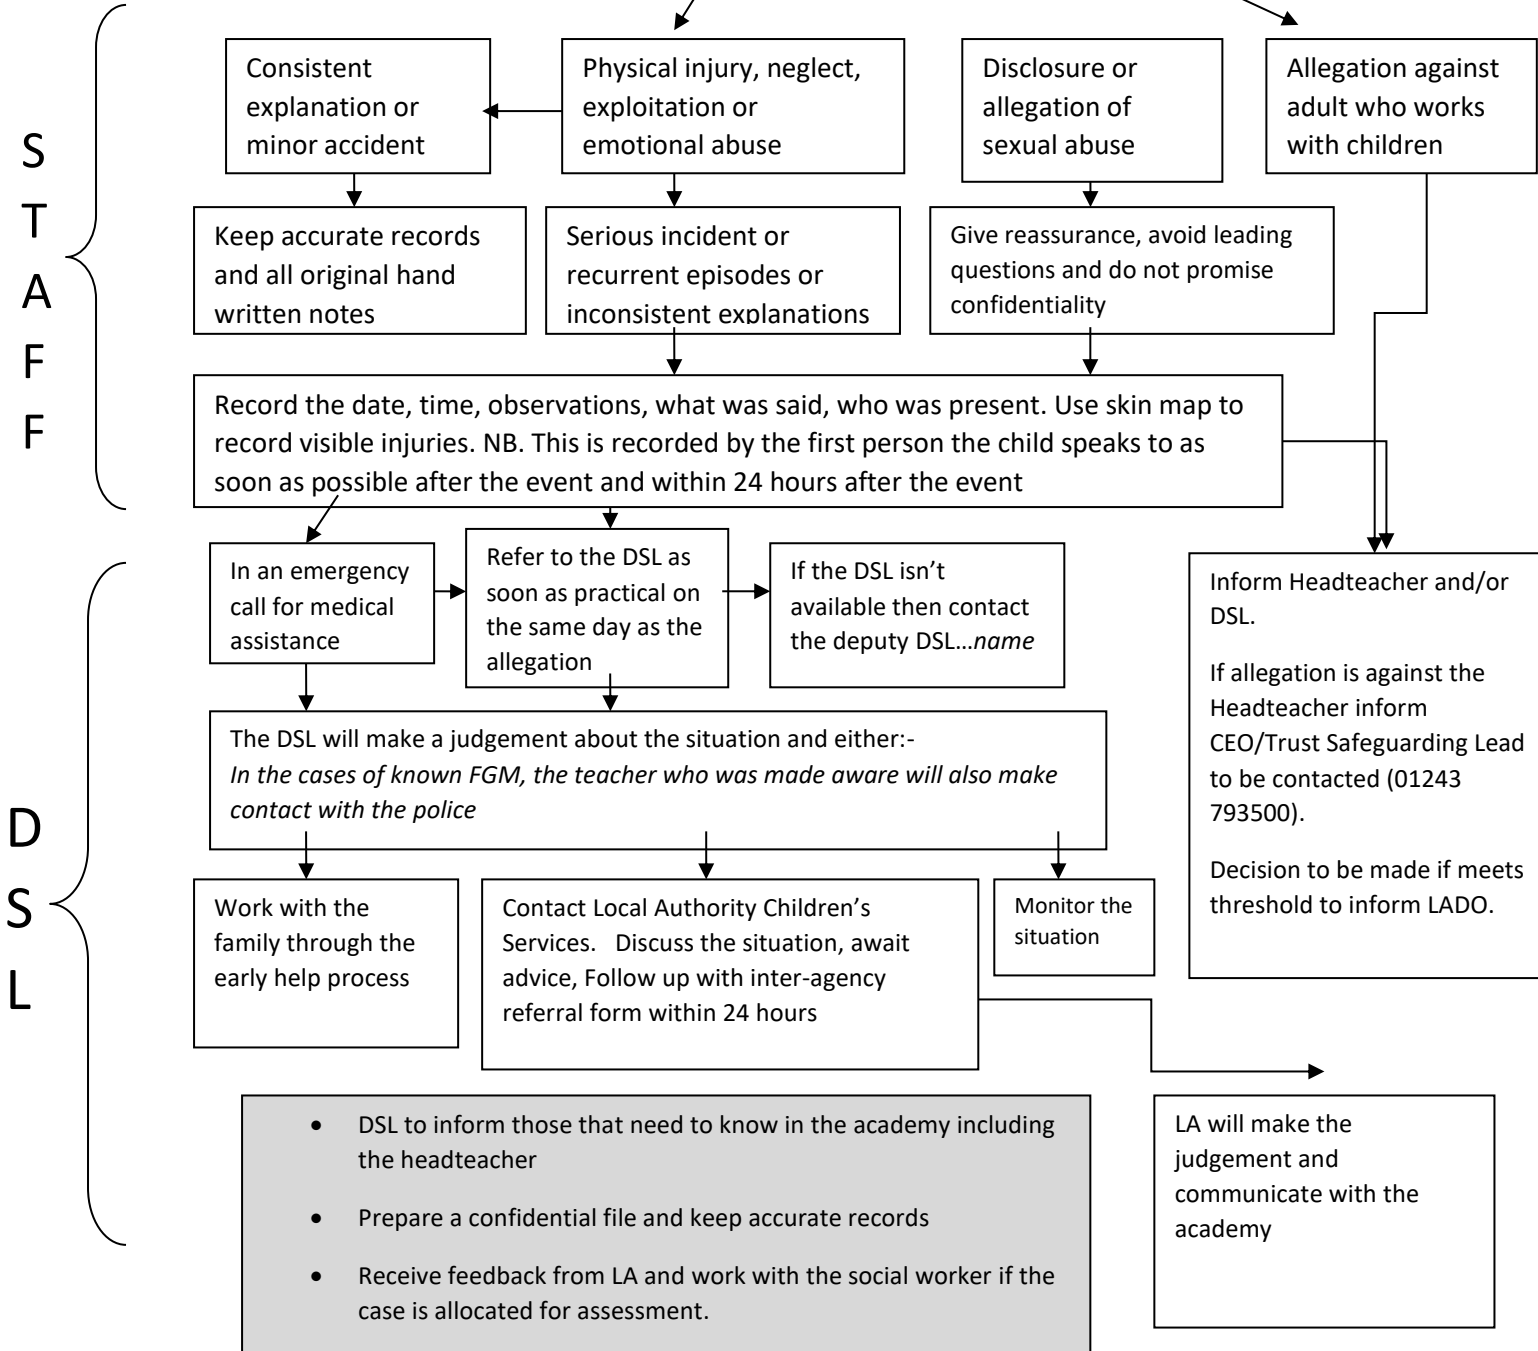 S
T
A
F
F
Consistent
explanation or
minor accident
Physical injury, neglect,
exploitation or
emotional abuse
Disclosure or
allegation of
sexual abuse
Allegation against
adult who works
with children
Keep accurate records
and all original hand
written notes
Serious incident or
recurrent episodes or
inconsistent explanations
Give reassurance, avoid leading
questions and do not promise
confidentiality
Record the date, time, observations, what was said, who was present. Use skin map to
record visible injuries. NB. This is recorded by the first person the child speaks to as
soon as possible after the event and within 24 hours after the event
D
S
L
In an emergency
call for medical
assistance
Refer to the DSL as
soon as practical on
the same day as the
allegation
If the DSL isn’t
available then contact
the deputy DSL…name
Inform Headteacher and/or
DSL.
If allegation is against the
Headteacher inform
CEO/Trust Safeguarding Lead
to be contacted (01243
793500).
Decision to be made if meets
threshold to inform LADO.
The DSL will make a judgement about the situation and either:-
In the cases of known FGM, the teacher who was made aware will also make
contact with the police
Work with the
family through the
early help process
Contact Local Authority Children’s
Services.   Discuss the situation, await
advice, Follow up with inter-agency
referral form within 24 hours
Monitor the
situation
• DSL to inform those that need to know in the academy including
the headteacher
• Prepare a confidential file and keep accurate records
• Receive feedback from LA and work with the social worker if the
case is allocated for assessment.
LA will make the
judgement and
communicate with the
academy